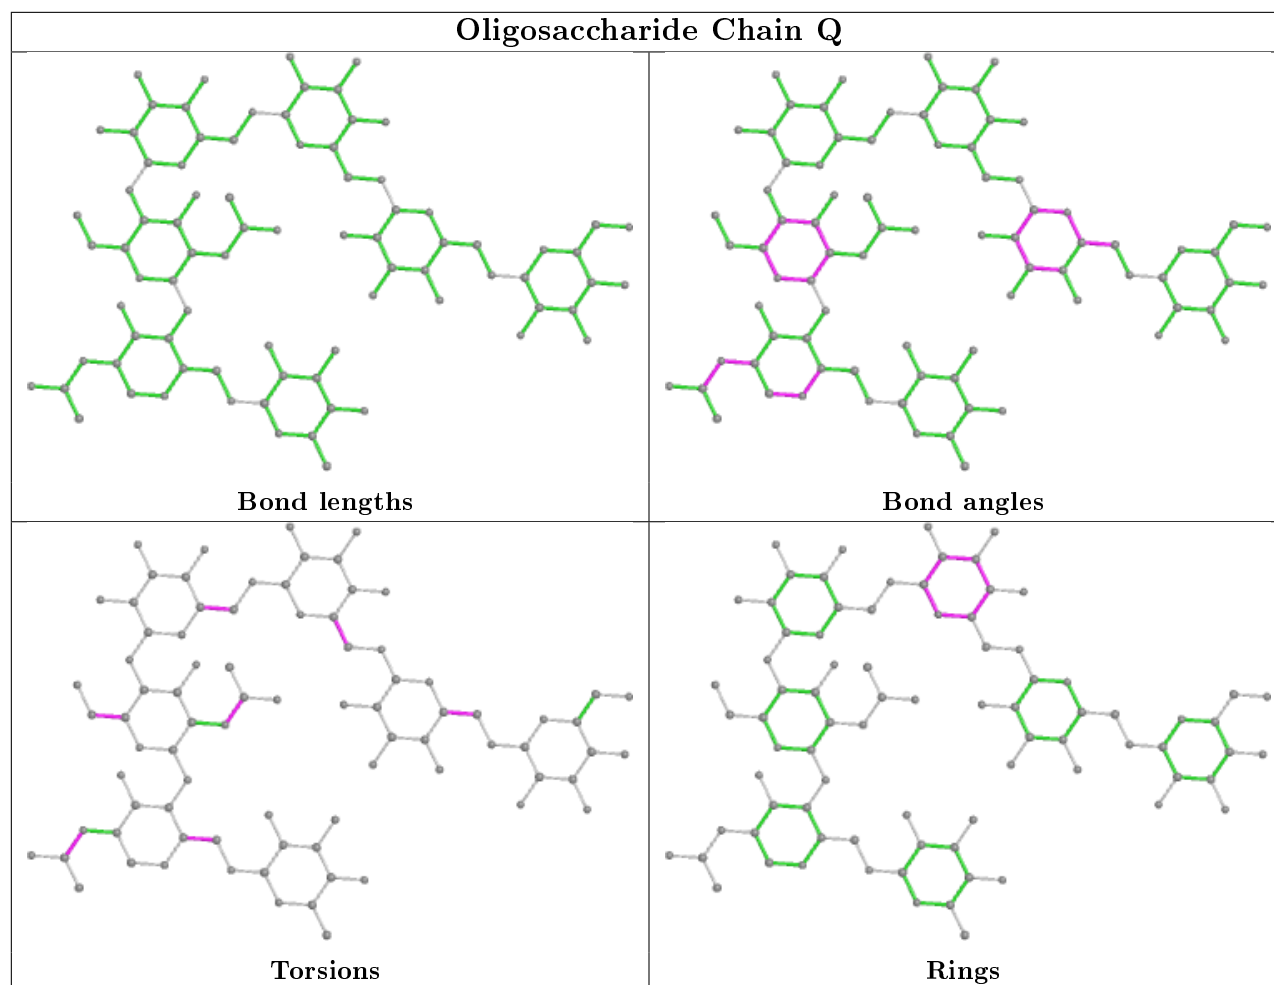 Oligosaccharide Chain Q
Bond lengths
Bond angles
Torsions
Rings